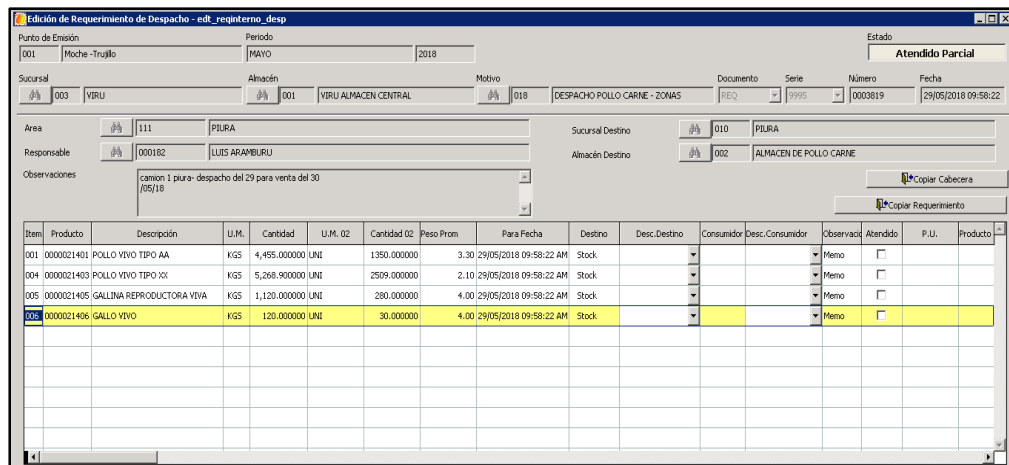 Edición de Requerimiento de Despacho - edt_reqinterno_desp
Punto de Emisión Periodo Estado
001 Moche -Trujillo MAYO 2018 Atendido Parcial
Sucursal Almacén Motivo Documento Serie Número Fecha
003 VIRU 001 VIRU ALMACEN CENTRAL 018 DESPACHO POLLO CARNE - ZONAS REQ 9995 0003819 29/05/2018 09:58:22
Area 111 PIURA Sucursal Destino 010 PIURA
Responsable 000182 LUIS ARAMBURU Almacén Destino 002 ALMACEN DE POLLO CARNE
Observaciones camion 1 piura- despacho del 29 para venta del 30
/05/18
Copiar Cabecera
Copiar Requerimiento
Item Producto Descripción U.M. Cantidad U.M. 02 Cantidad 02 Peso Prom Para Fecha Destino Desc.Destino Consumidor Desc.Consumidor Observacio Atendido P.U. Producto
001 0000021401 POLLO VIVO TIPO AA KGS 4,455.000000 UNI 1350.000000 3.30 29/05/2018 09:58:22 AM Stock Memo
004 0000021403 POLLO VIVO TIPO XX KGS 5,268.900000 UNI 2509.000000 2.10 29/05/2018 09:58:22 AM Stock Memo
005 0000021405 GALLINA REPRODUCTORA VIVA KGS 1,120.000000 UNI 280.000000 4.00 29/05/2018 09:58:22 AM Stock Memo
006 0000021406 GALLO VIVO KGS 120.000000 UNI 30.000000 4.00 29/05/2018 09:58:22 AM Stock Memo